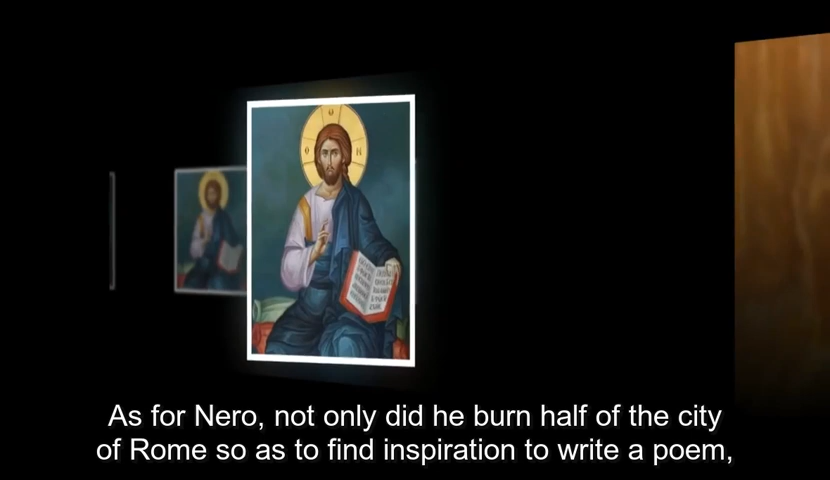 Ο
Ω Ν
As for Nero, not only did he burn half of the city
of Rome so as to find inspiration to write a poem,